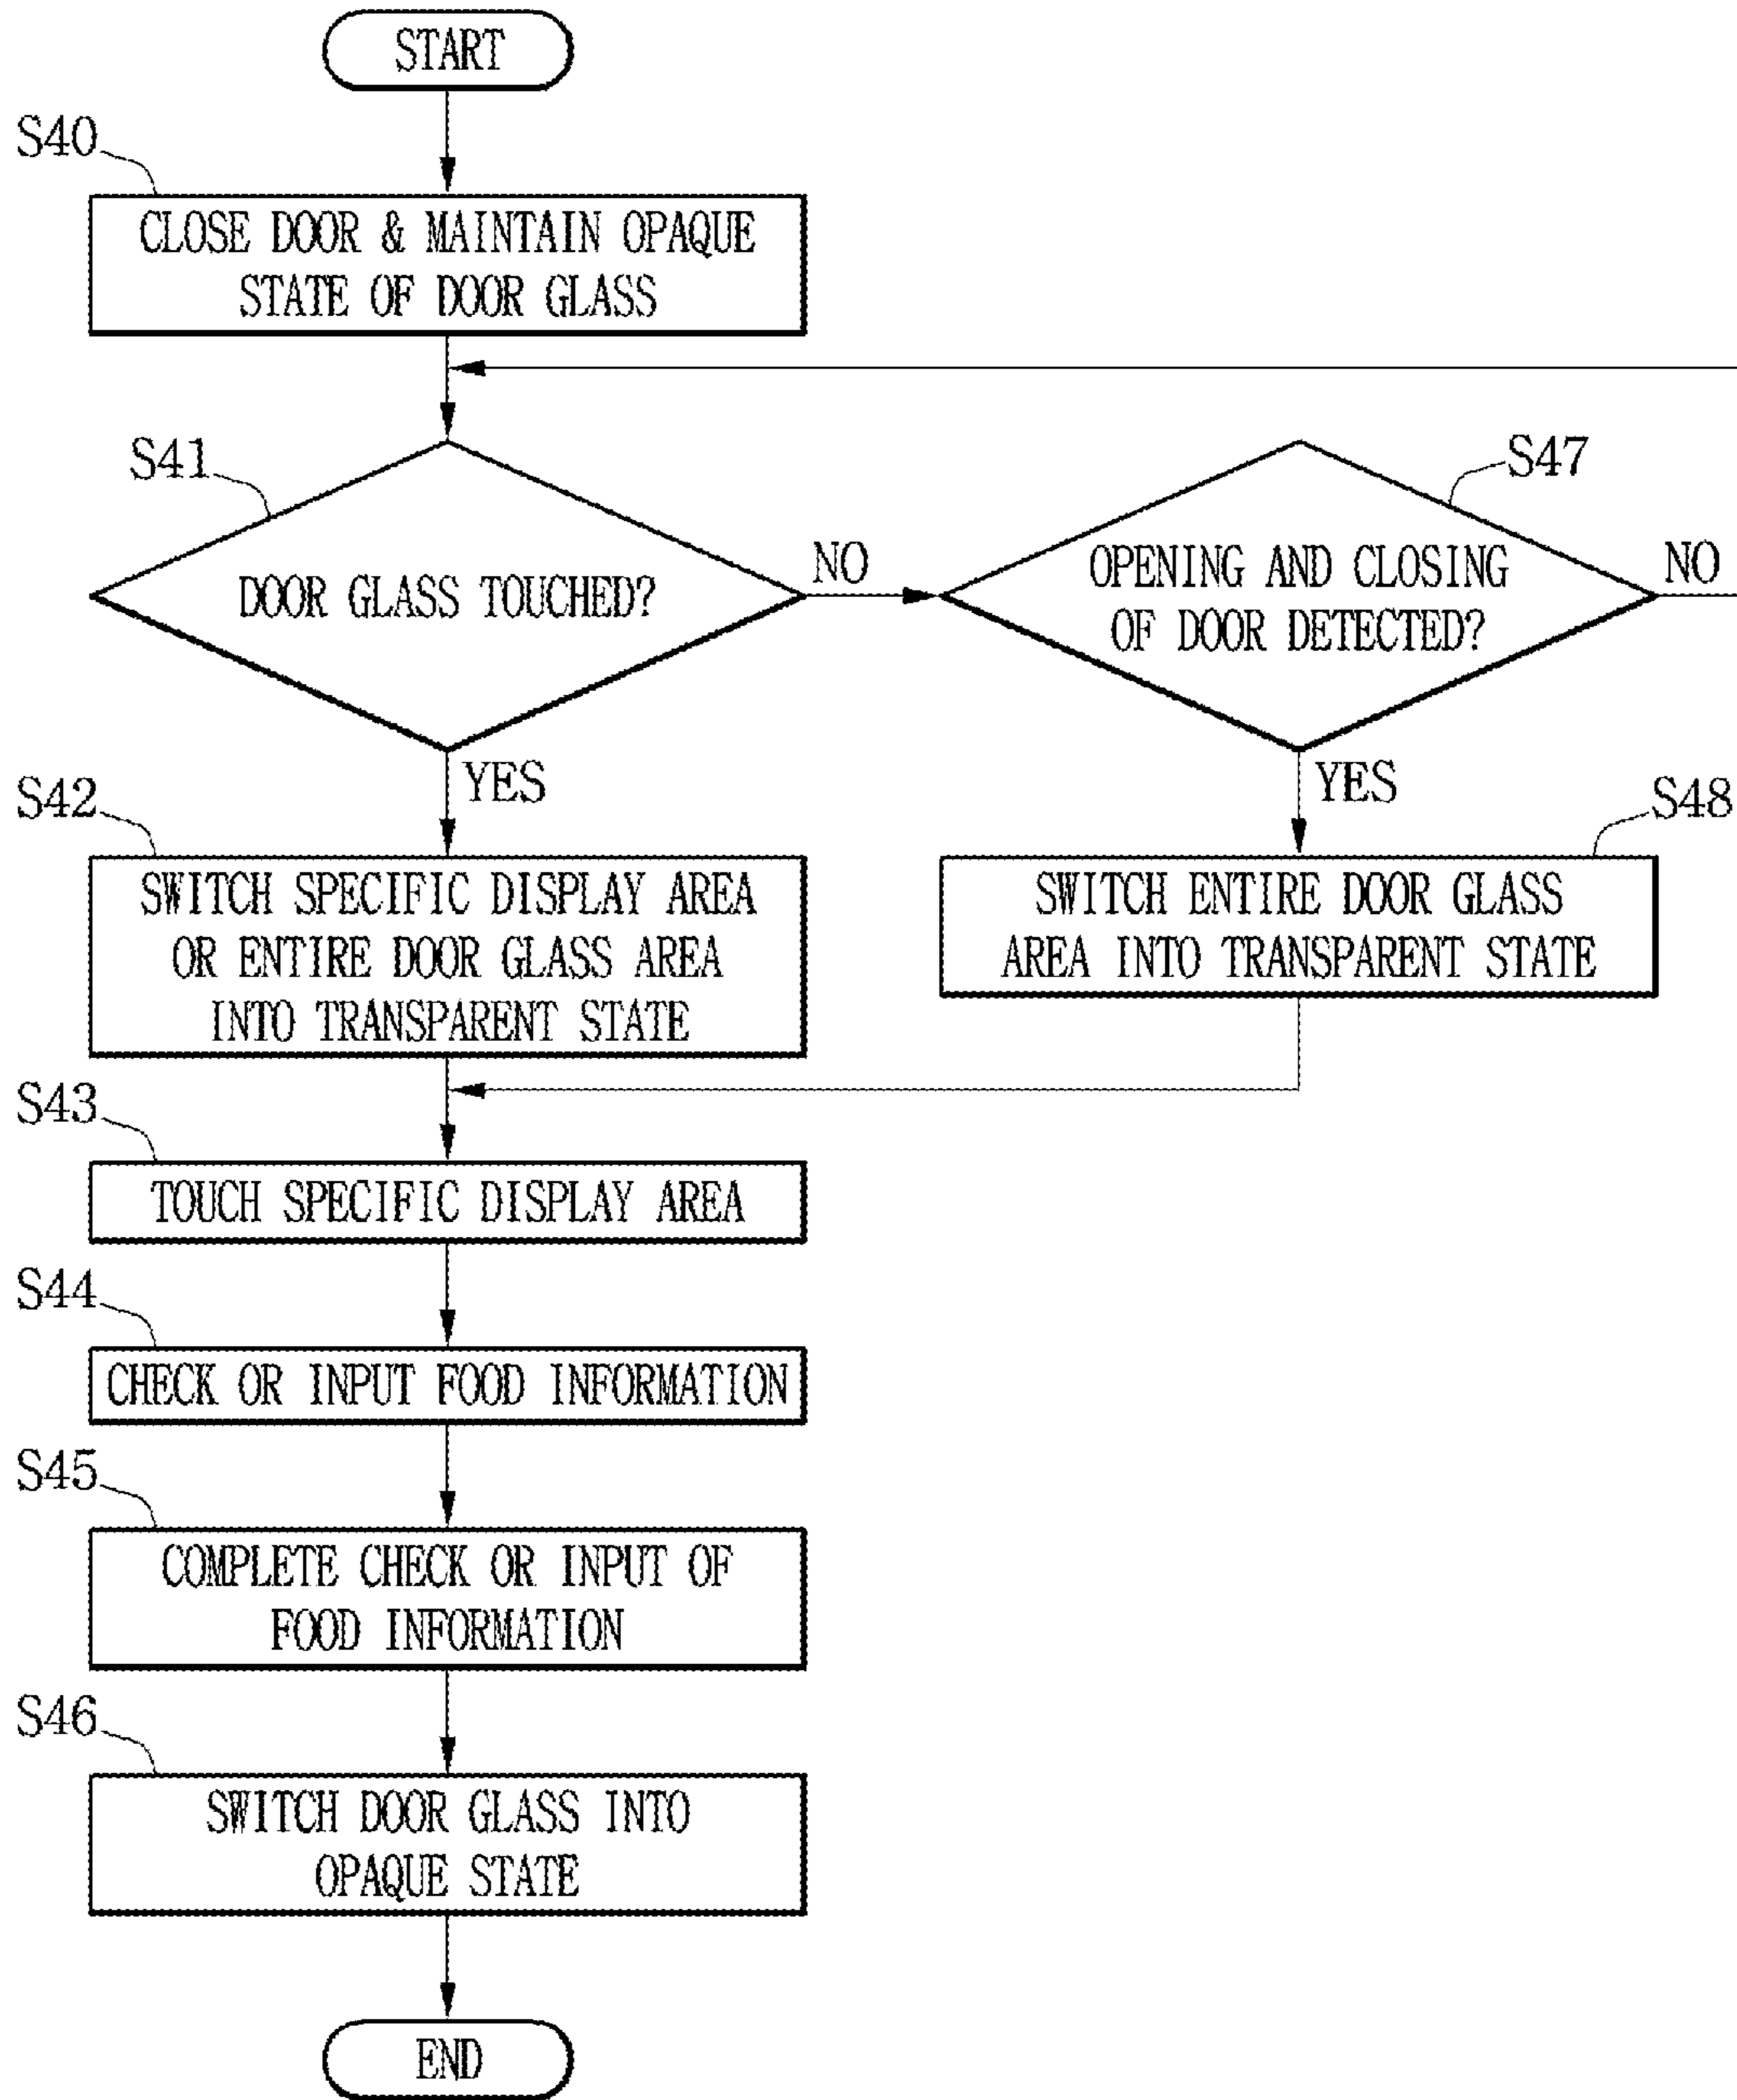 START
S40
CLOSE DOOR & MAINTAIN OPAQUE
STATE OF DOOR GLASS
S41
DOOR GLASS TOUCHED?
NO
S47
OPENING AND CLOSING
OF DOOR DETECTED?
NO
YES
YES
S42
SWITCH SPECIFIC DISPLAY AREA
OR ENTIRE DOOR GLASS AREA
INTO TRANSPARENT STATE
S48
SWITCH ENTIRE DOOR GLASS
AREA INTO TRANSPARENT STATE
S43
TOUCH SPECIFIC DISPLAY AREA
S44
CHECK OR INPUT FOOD INFORMATION
S45
COMPLETE CHECK OR INPUT OF
FOOD INFORMATION
S46
SWITCH DOOR GLASS INTO
OPAQUE STATE
END